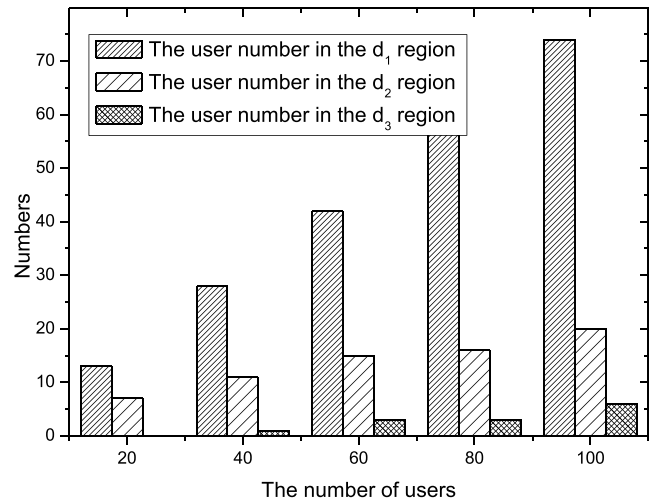 The user number in the d₁ region
The user number in the d₂ region
The user number in the d₃ region
Numbers
70
60
50
40
30
20
10
0
20 40 60 80 100
The number of users